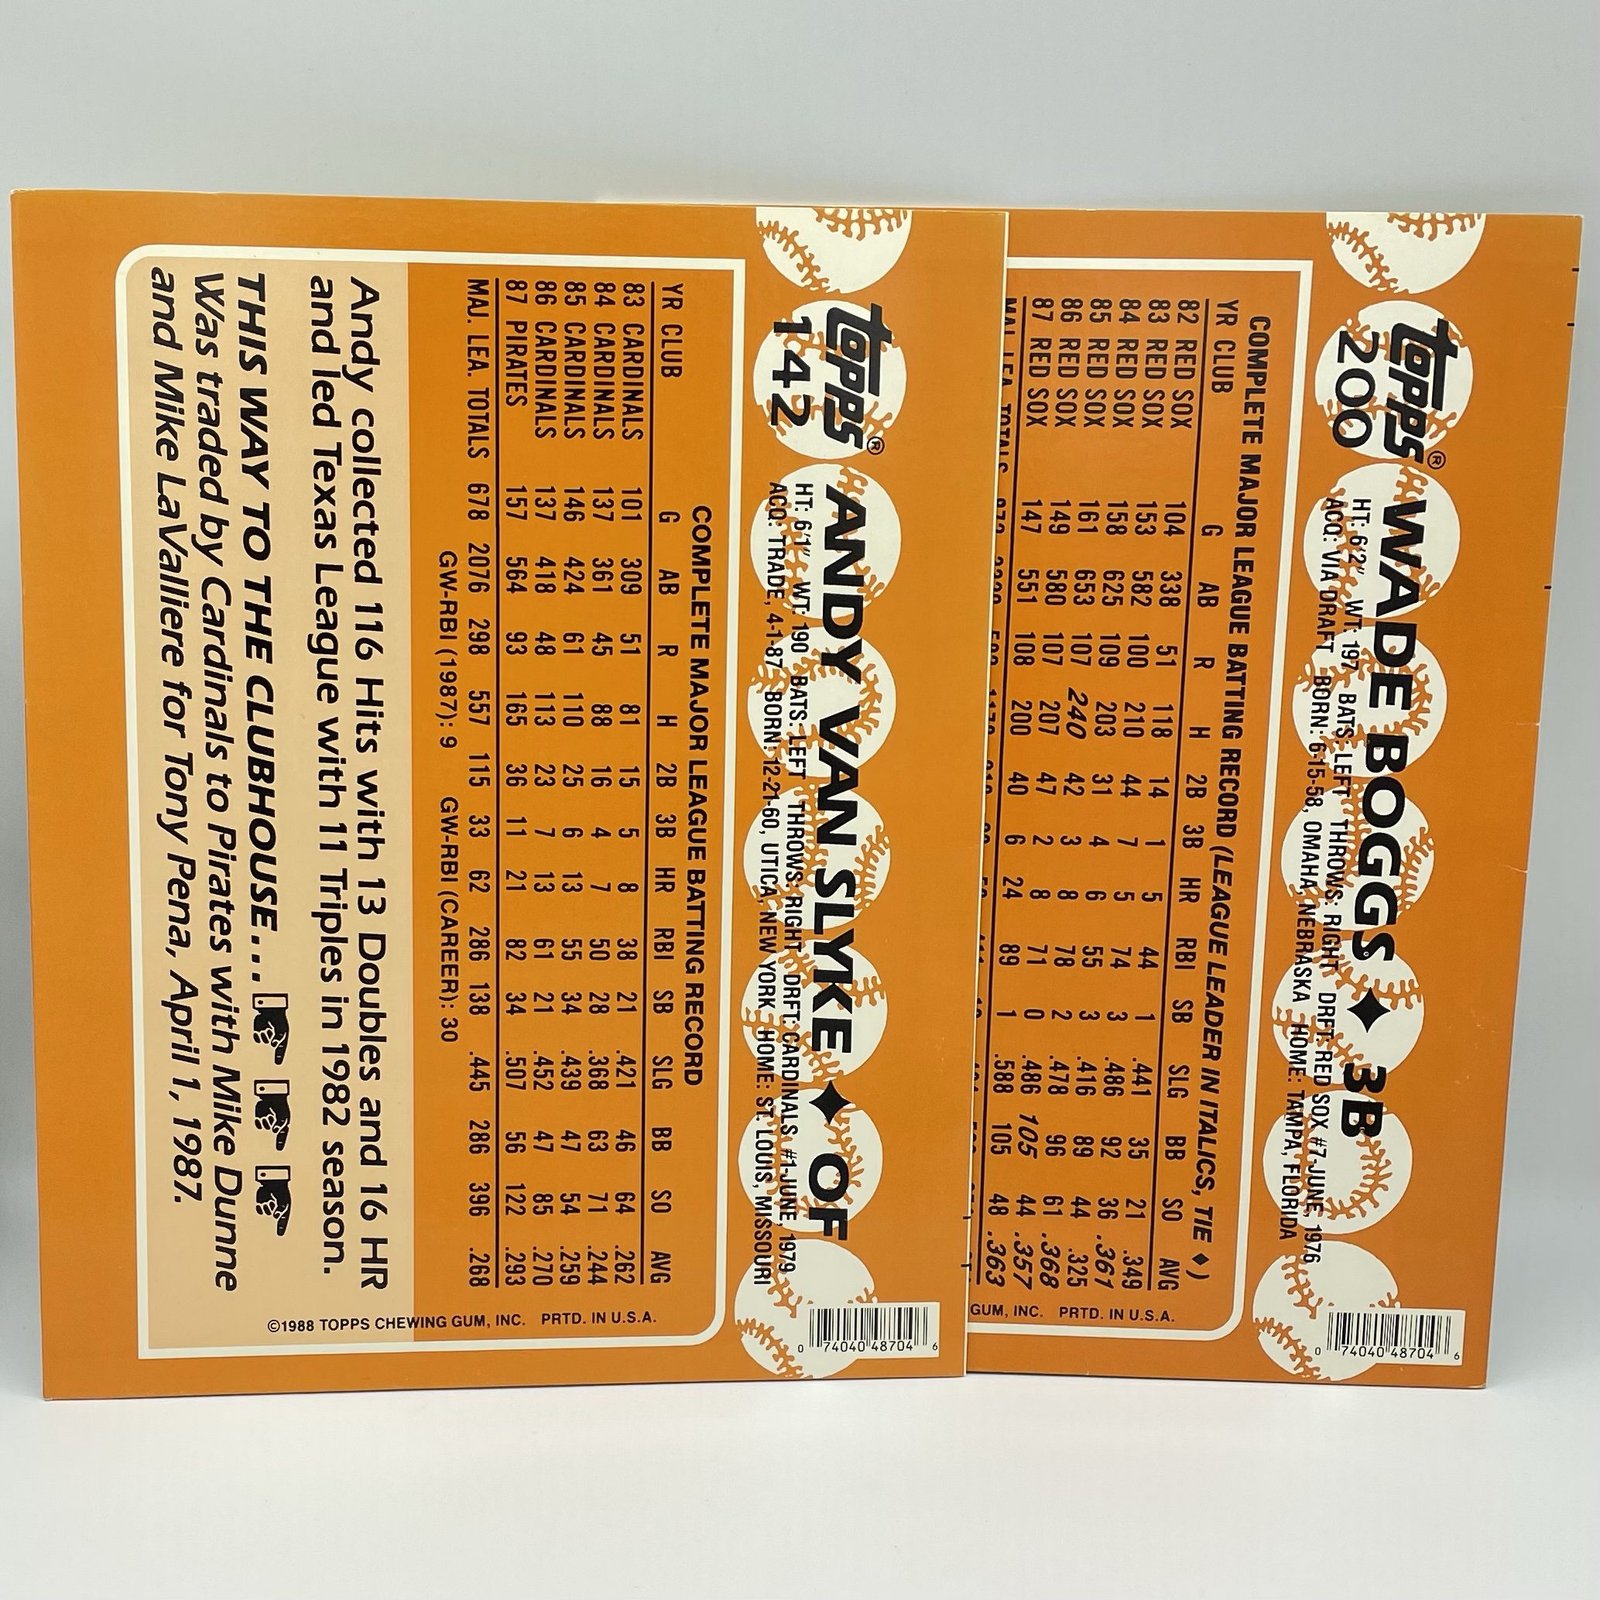 topps®
142
ANDY VAN SLYKE ♦ OF
HT: 6'1" WT: 190 BATS: LEFT THROWS: RIGHT DRFT: CARDINALS #1-JUNE, 1979
ACQ: TRADE, 4-1-87 BORN: 12-21-60, UTICA, NEW YORK HOME: ST. LOUIS, MISSOURI
COMPLETE MAJOR LEAGUE BATTING RECORD
YR CLUB G AB R H 2B 3B HR RBI SB SLG BB SO AVG
83 CARDINALS 101 309 51 81 15 5 8 38 21 .421 46 64 .262
84 CARDINALS 137 361 45 88 16 4 7 50 28 .368 63 71 .244
85 CARDINALS 146 424 61 110 25 6 13 55 34 .439 47 54 .259
86 CARDINALS 137 418 48 113 23 7 13 61 21 .452 47 85 .270
87 PIRATES 157 564 93 165 36 11 21 82 34 .507 56 122 .293
MAJ. LEA. TOTALS 678 2076 298 557 115 33 62 286 138 .445 286 396 .268
GW-RBI (1987): 9 GW-RBI (CAREER): 30
Andy collected 116 Hits with 13 Doubles and 16 HR
and led Texas League with 11 Triples in 1982 season.
THIS WAY TO THE CLUBHOUSE...
Was traded by Cardinals to Pirates with Mike Dunne
and Mike LaValliere for Tony Pena, April 1, 1987.
©1988 TOPPS CHEWING GUM, INC. PRTD. IN U.S.A.
0 74040 48704 6
topps®
200
WADE BOGGS ♦ 3B
HT: 6'2" WT: 197 BATS: LEFT THROWS: RIGHT DRFT: RED SOX #7-JUNE, 1976
ACQ: VIA DRAFT BORN: 6-15-58, OMAHA, NEBRASKA HOME: TAMPA, FLORIDA
COMPLETE MAJOR LEAGUE BATTING RECORD (LEAGUE LEADER IN ITALICS, TIE ♦)
YR CLUB G AB R H 2B 3B HR RBI SB SLG BB SO AVG
82 RED SOX 104 338 51 118 14 1 5 44 1 .441 35 21 .349
83 RED SOX 153 582 100 210 44 7 5 74 3 .486 92 36 .361
84 RED SOX 158 625 109 203 31 4 6 55 3 .416 89 44 .325
85 RED SOX 161 653 107 240 42 3 8 78 2 .478 96 61 .368
86 RED SOX 149 580 107 207 47 2 8 71 0 .486 105 44 .357
87 RED SOX 147 551 108 200 40 6 24 89 1 .588 105 48 .363
MAJ. LEA. TOTALS
GUM, INC. PRTD. IN U.S.A.
0 74040 48704 6